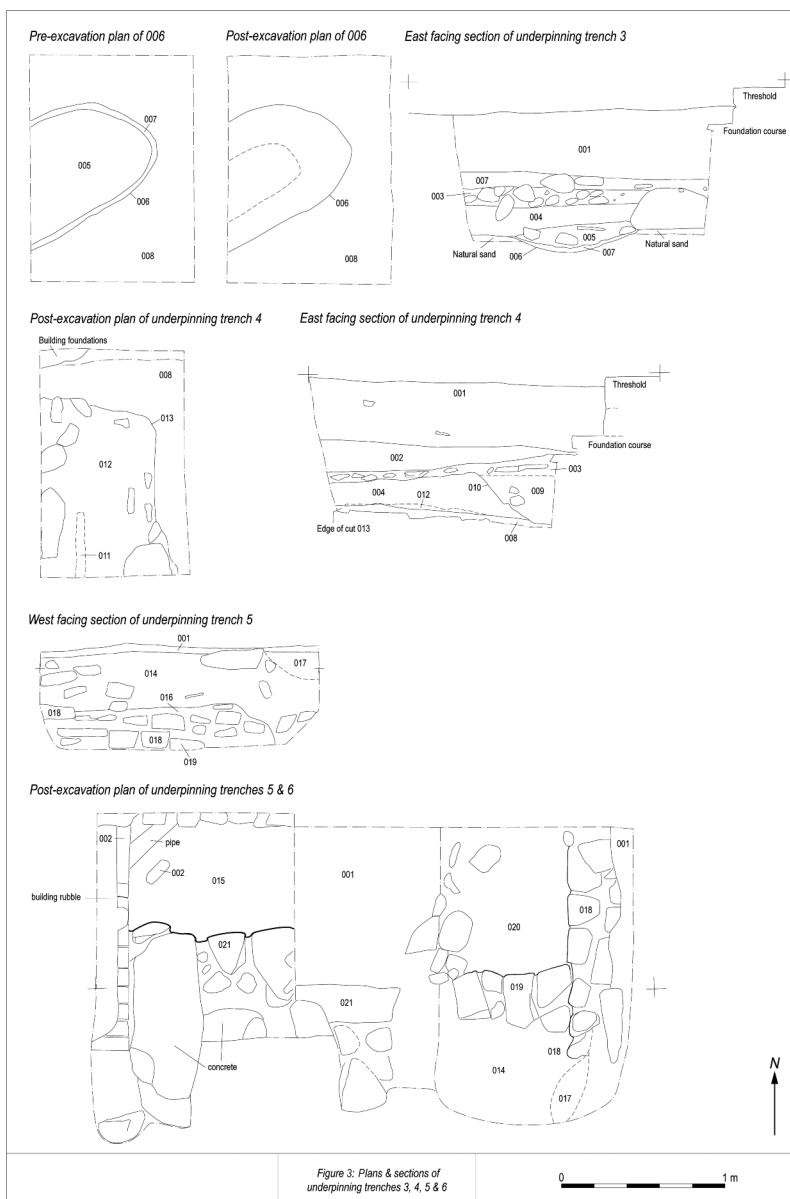 Pre-excavation plan of 006
007
005
006
008
Post-excavation plan of 006
006
008
East facing section of underpinning trench 3
Threshold
Foundation course
001
007
003
004
005
Natural sand
Natural sand
006
007
Post-excavation plan of underpinning trench 4
Building foundations
008
013
012
011
East facing section of underpinning trench 4
Threshold
001
Foundation course
002
003
010
009
004
012
Edge of cut 013
008
West facing section of underpinning trench 5
001
017
014
016
018
018
019
Post-excavation plan of underpinning trenches 5 & 6
002
pipe
002
015
001
001
building rubble
018
020
021
019
021
018
014
concrete
017
N
Figure 3: Plans & sections of
underpinning trenches 3, 4, 5 & 6
0
1 m